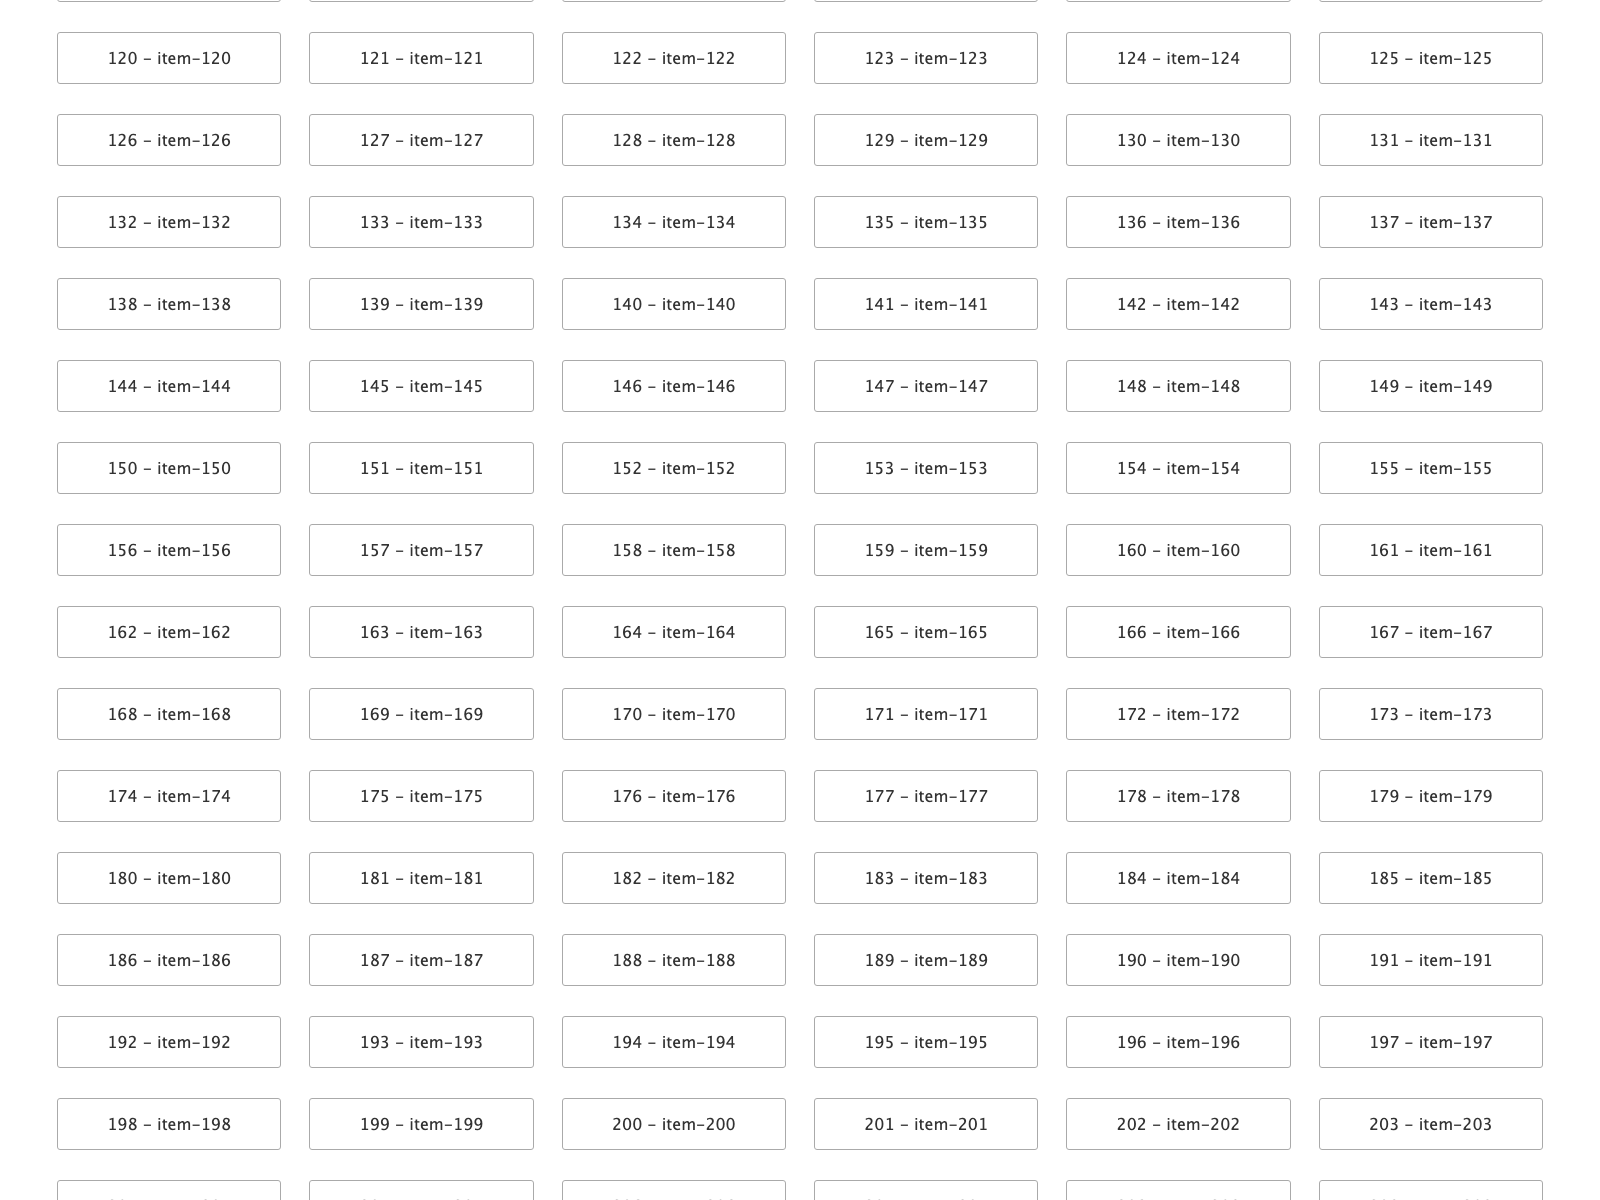 120 – item-120
121 – item-121
122 – item-122
123 – item-123
124 – item-124
125 – item-125
126 – item-126
127 – item-127
128 – item-128
129 – item-129
130 – item-130
131 – item-131
132 – item-132
133 – item-133
134 – item-134
135 – item-135
136 – item-136
137 – item-137
138 – item-138
139 – item-139
140 – item-140
141 – item-141
142 – item-142
143 – item-143
144 – item-144
145 – item-145
146 – item-146
147 – item-147
148 – item-148
149 – item-149
150 – item-150
151 – item-151
152 – item-152
153 – item-153
154 – item-154
155 – item-155
156 – item-156
157 – item-157
158 – item-158
159 – item-159
160 – item-160
161 – item-161
162 – item-162
163 – item-163
164 – item-164
165 – item-165
166 – item-166
167 – item-167
168 – item-168
169 – item-169
170 – item-170
171 – item-171
172 – item-172
173 – item-173
174 – item-174
175 – item-175
176 – item-176
177 – item-177
178 – item-178
179 – item-179
180 – item-180
181 – item-181
182 – item-182
183 – item-183
184 – item-184
185 – item-185
186 – item-186
187 – item-187
188 – item-188
189 – item-189
190 – item-190
191 – item-191
192 – item-192
193 – item-193
194 – item-194
195 – item-195
196 – item-196
197 – item-197
198 – item-198
199 – item-199
200 – item-200
201 – item-201
202 – item-202
203 – item-203